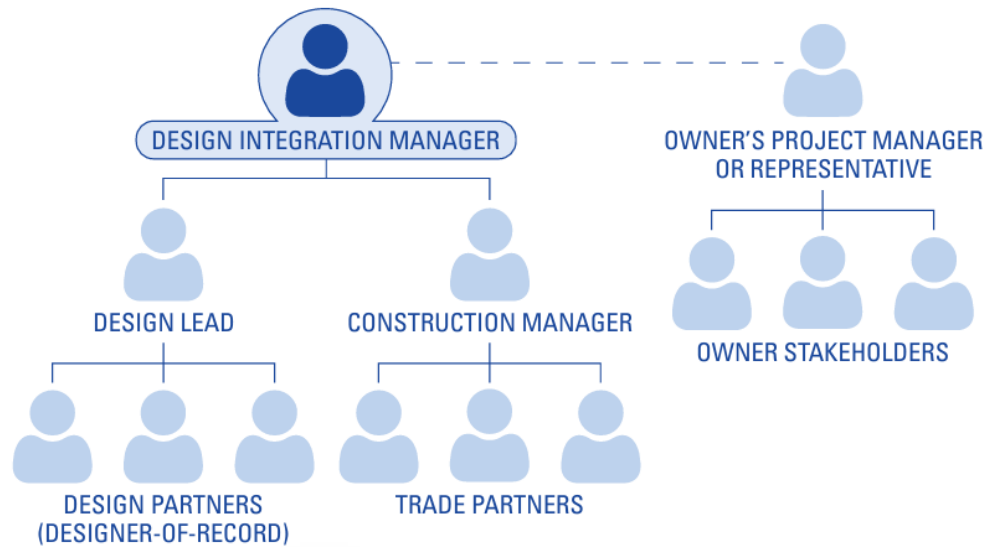 DESIGN INTEGRATION MANAGER
OWNER'S PROJECT MANAGER
OR REPRESENTATIVE
DESIGN LEAD
CONSTRUCTION MANAGER
OWNER STAKEHOLDERS
DESIGN PARTNERS
(DESIGNER-OF-RECORD)
TRADE PARTNERS